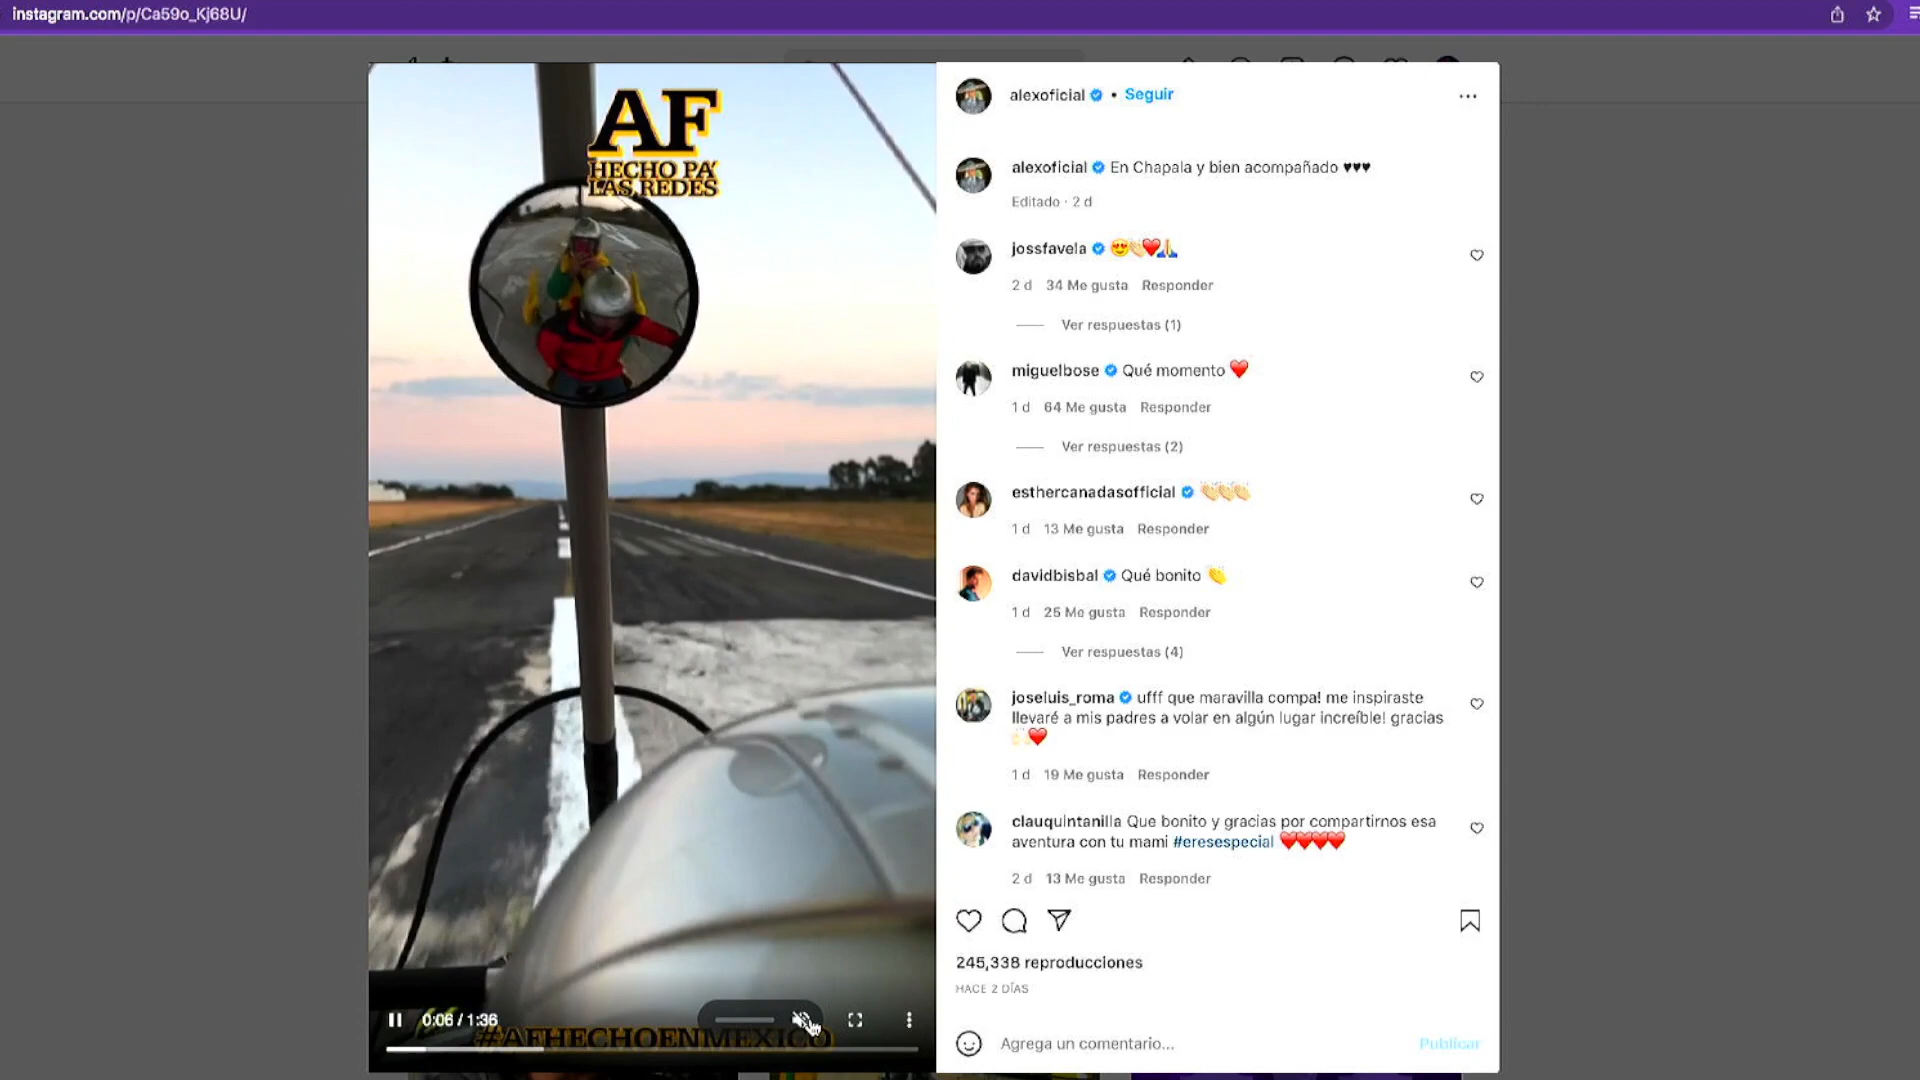 instagram.com/p/Ca59o_Kj68U/
AF
HECHO PA'
LAS REDES
0:06 / 1:36
#AFHECHOENMEXICO
alexoficial • Seguir
alexoficial En Chapala y bien acompañado ♥♥♥
Editado · 2 d
jossfavela 😍👏🏻❤️🙏
2 d 34 Me gusta Responder
Ver respuestas (1)
miguelbose Qué momento ❤️
1 d 64 Me gusta Responder
Ver respuestas (2)
esthercanadasofficial 👏🏻👏🏻👏🏻
1 d 13 Me gusta Responder
davidbisbal Qué bonito 👏
1 d 25 Me gusta Responder
Ver respuestas (4)
joseluis_roma ufff que maravilla compa! me inspiraste
llevaré a mis padres a volar en algún lugar increíble! gracias
🙌🏻❤️
1 d 19 Me gusta Responder
clauquintanilla Que bonito y gracias por compartirnos esa
aventura con tu mami #eresespecial ❤️❤️❤️❤️
2 d 13 Me gusta Responder
245,338 reproducciones
HACE 2 DÍAS
Agrega un comentario... Publicar